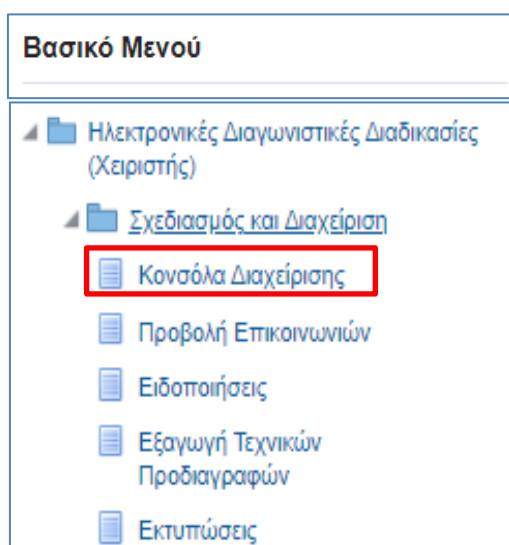 Βασικό Μενού
Ηλεκτρονικές Διαγωνιστικές Διαδικασίες
(Χειριστής)
Σχεδιασμός και Διαχείριση
Κονσόλα Διαχείρισης
Προβολή Επικοινωνιών
Ειδοποιήσεις
Εξαγωγή Τεχνικών
Προδιαγραφών
Εκτυπώσεις